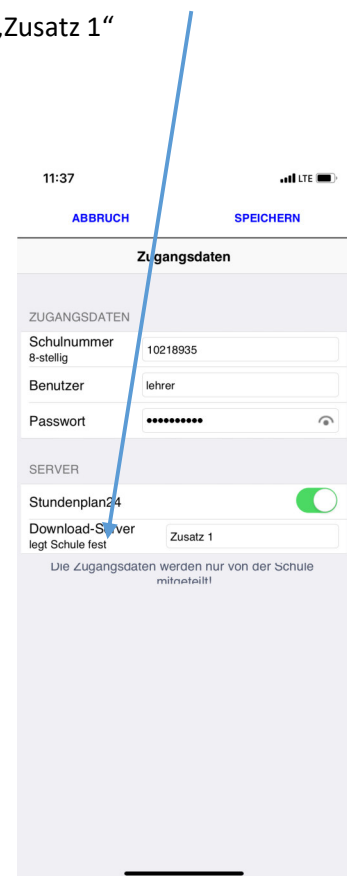 „Zusatz 1“
11:37 LTE
ABBRUCH SPEICHERN
Zugangsdaten
ZUGANGSDATEN
Schulnummer
8-stellig
10218935
Benutzer lehrer
Passwort ••••••••••
SERVER
Stundenplan24
Download-Server
legt Schule fest
Zusatz 1
Die Zugangsdaten werden nur von der Schule
mitgeteilt!